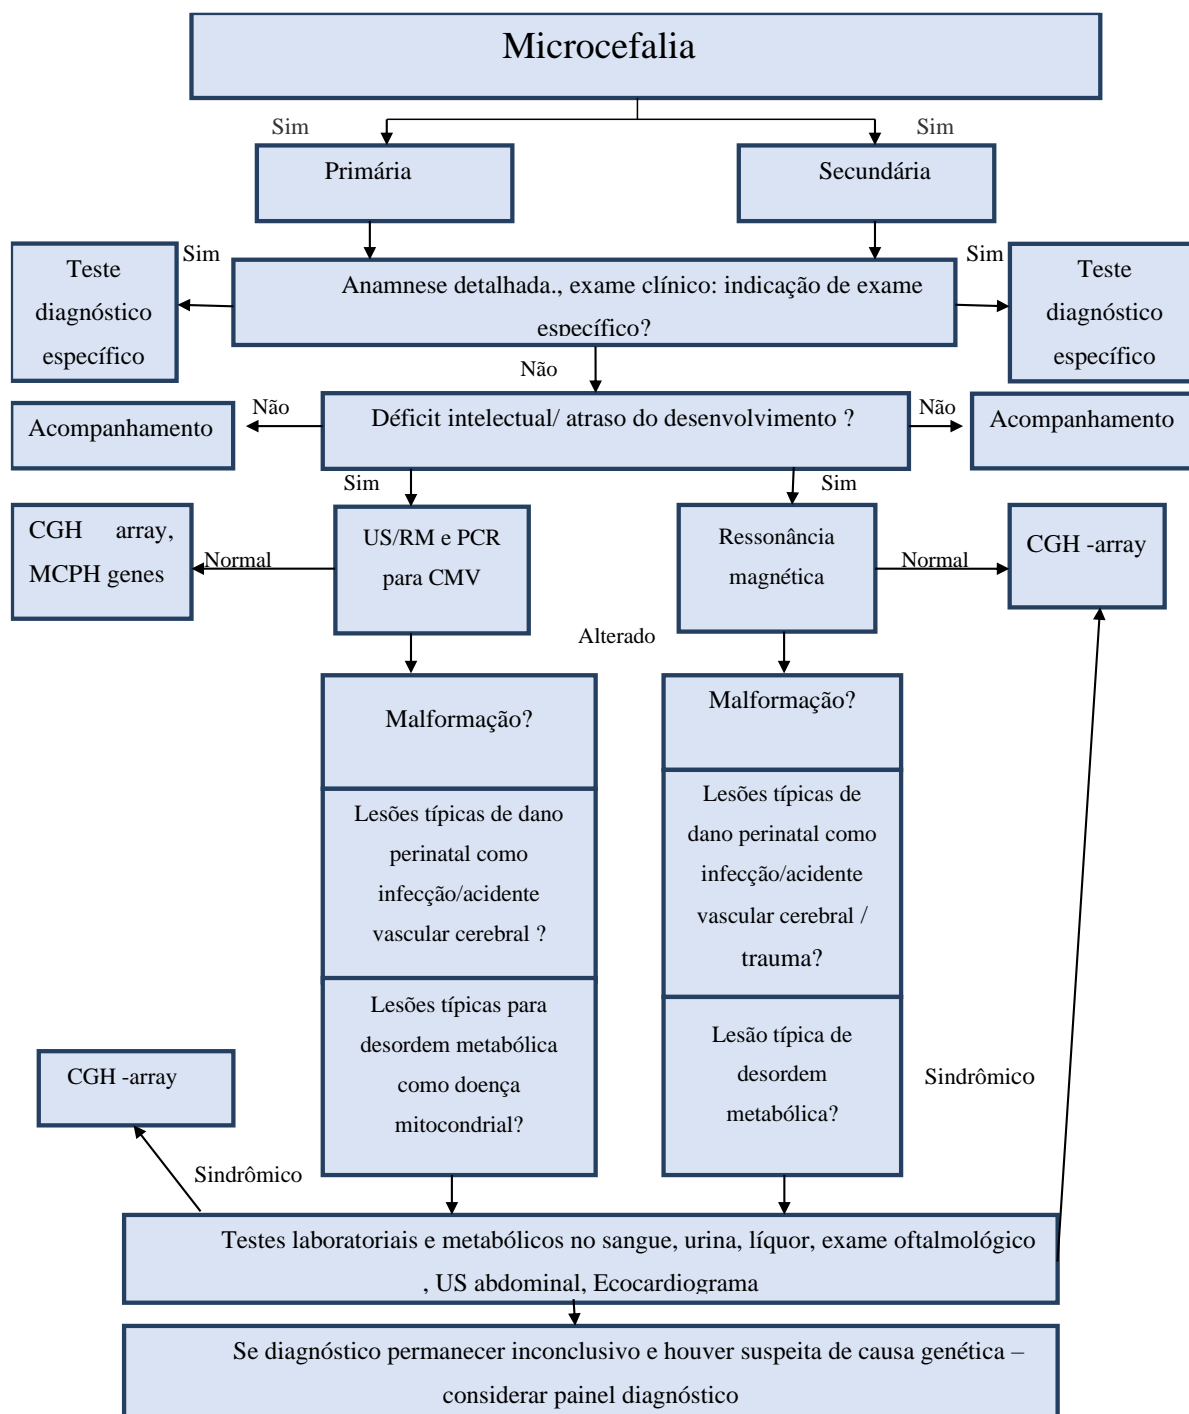 Microcefalia
Sim
Sim
Primária
Secundária
Sim
Sim
Teste
diagnóstico
específico
Anamnese detalhada., exame clínico: indicação de exame
específico?
Teste
diagnóstico
específico
Não
Não
Não
Acompanhamento
Déficit intelectual/ atraso do desenvolvimento ?
Acompanhamento
Sim
Sim
CGH array,
MCPH genes
Normal
US/RM e PCR
para CMV
Ressonância
magnética
Normal
CGH -array
Alterado
Malformação?
Lesões típicas de dano
perinatal como
infecção/acidente
vascular cerebral ?
Lesões típicas para
desordem metabólica
como doença
mitocondrial?
Malformação?
Lesões típicas de
dano perinatal como
infecção/acidente
vascular cerebral /
trauma?
Lesão típica de
desordem
metabólica?
CGH -array
Sindrômico
Sindrômico
Testes laboratoriais e metabólicos no sangue, urina, líquor, exame oftalmológico
, US abdominal, Ecocardiograma
Se diagnóstico permanecer inconclusivo e houver suspeita de causa genética –
considerar painel diagnóstico